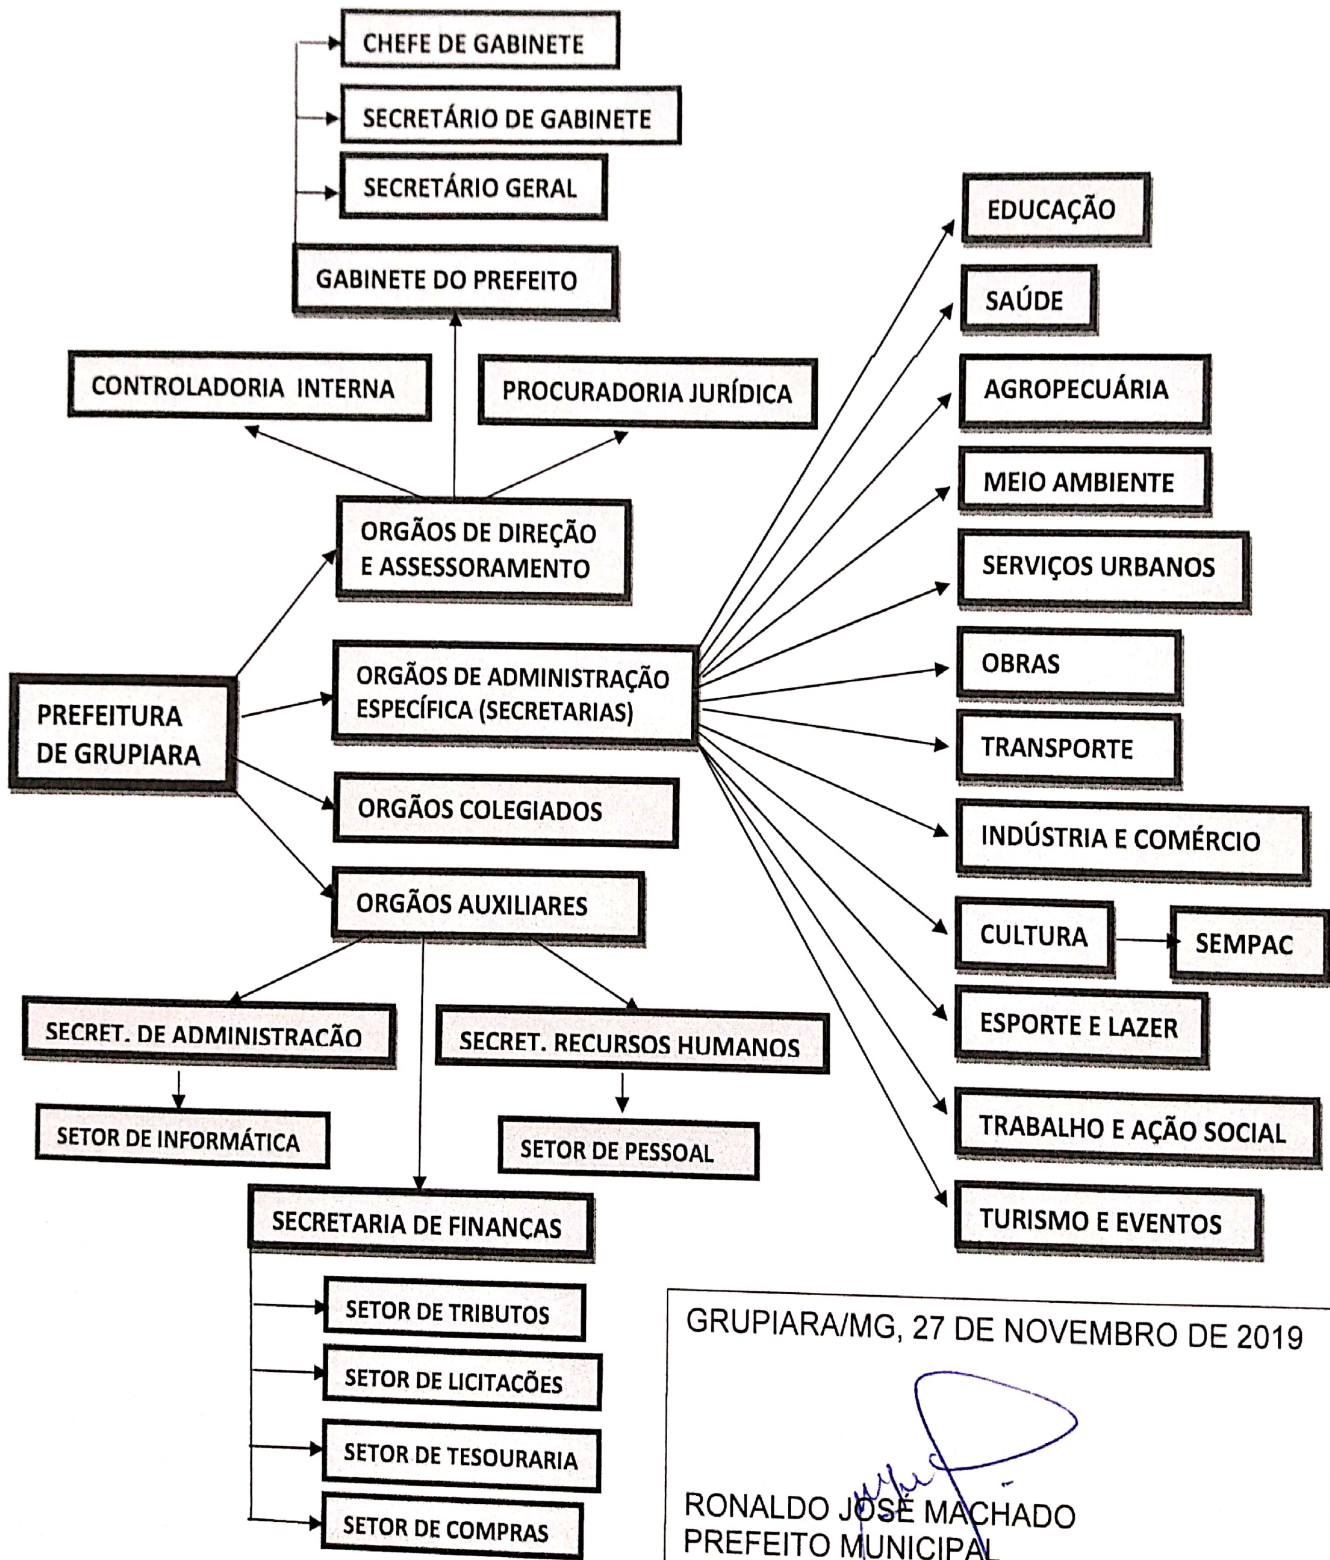 CHEFE DE GABINETE
SECRETÁRIO DE GABINETE
SECRETÁRIO GERAL
GABINETE DO PREFEITO
CONTROLADORIA INTERNA
PROCURADORIA JURÍDICA
ORGÃOS DE DIREÇÃO
E ASSESSORAMENTO
PREFEITURA
DE GRUPIARA
ORGÃOS DE ADMINISTRAÇÃO
ESPECÍFICA (SECRETARIAS)
ORGÃOS COLEGIADOS
ORGÃOS AUXILIARES
SECRET. DE ADMINISTRACÃO
SECRET. RECURSOS HUMANOS
SETOR DE INFORMÁTICA
SETOR DE PESSOAL
SECRETARIA DE FINANÇAS
SETOR DE TRIBUTOS
SETOR DE LICITACÕES
SETOR DE TESOURARIA
SETOR DE COMPRAS
EDUCAÇÃO
SAÚDE
AGROPECUÁRIA
MEIO AMBIENTE
SERVIÇOS URBANOS
OBRAS
TRANSPORTE
INDÚSTRIA E COMÉRCIO
CULTURA
SEMPAC
ESPORTE E LAZER
TRABALHO E AÇÃO SOCIAL
TURISMO E EVENTOS
GRUPIARA/MG, 27 DE NOVEMBRO DE 2019
RONALDO JOSÉ MACHADO
PREFEITO MUNICIPAL